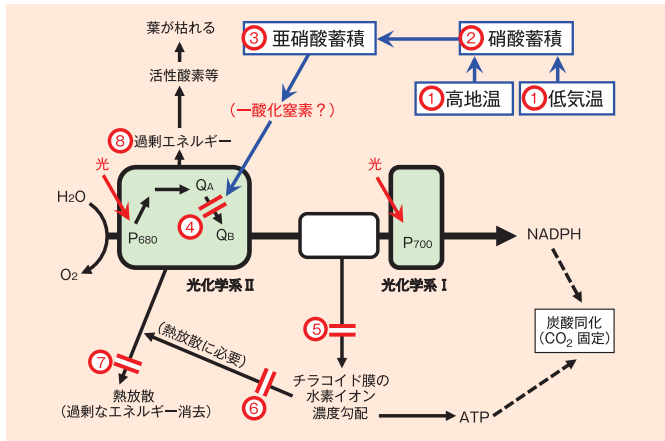 葉が枯れる
③ 亜硝酸蓄積
② 硝酸蓄積
活性酸素等
① 高地温
① 低気温
(一酸化窒素?)
⑧ 過剰エネルギー
光
光
H2O
QA
P680
④
QB
P700
NADPH
O2
光化学系Ⅱ
光化学系Ⅰ
⑤
炭酸同化
(CO2 固定)
(熱放散に必要)
⑦
⑥
熱放散
(過剰なエネルギー消去)
チラコイド膜の
水素イオン
濃度勾配
ATP